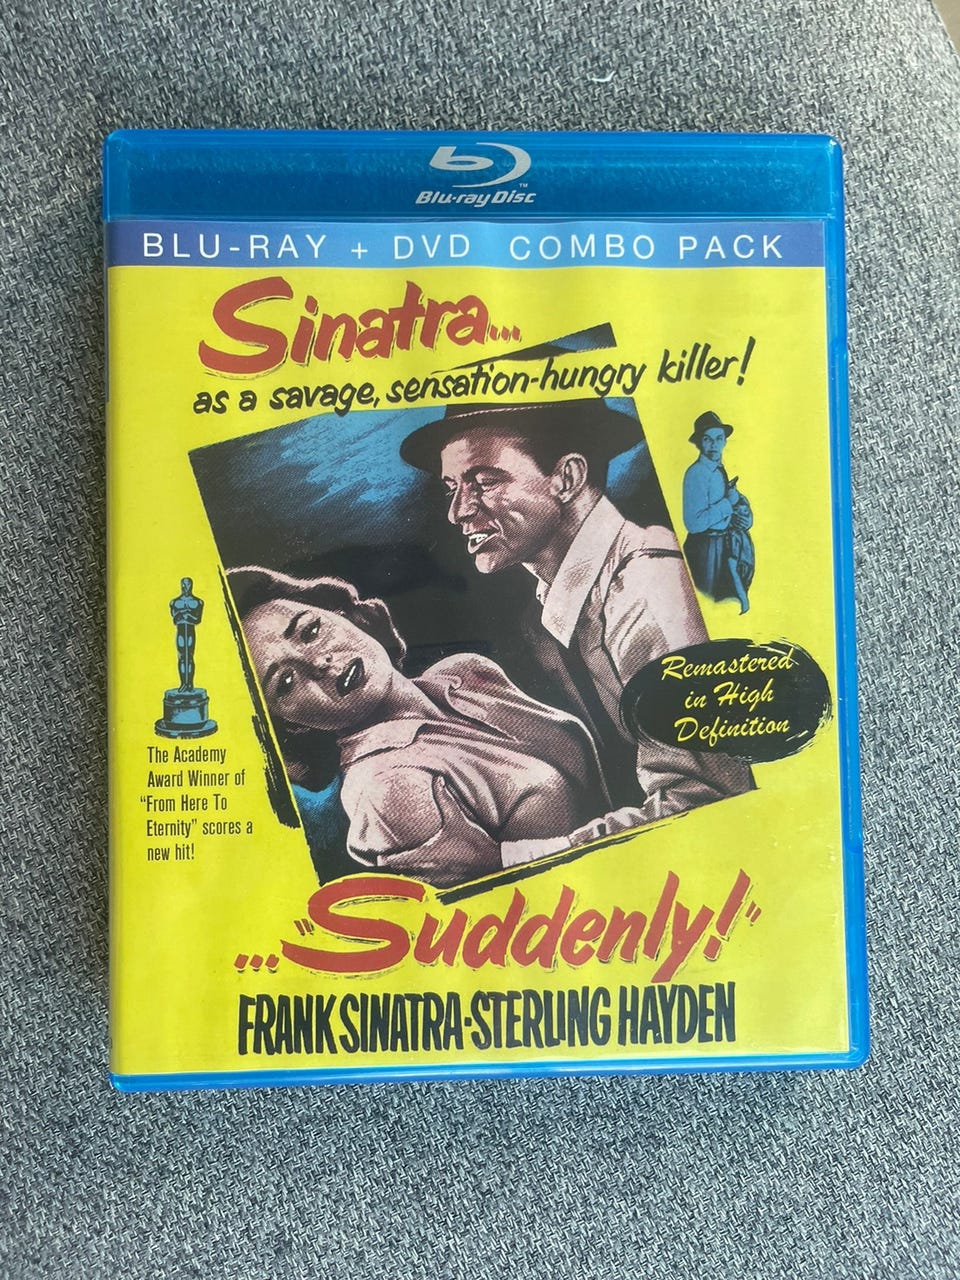 Blu-ray Disc™
BLU-RAY + DVD COMBO PACK
Sinatra...
as a savage, sensation-hungry killer!
Remastered
in High
Definition
The Academy
Award Winner of
“From Here To
Eternity” scores a
new hit!
..."Suddenly!"
FRANK SINATRA·STERLING HAYDEN